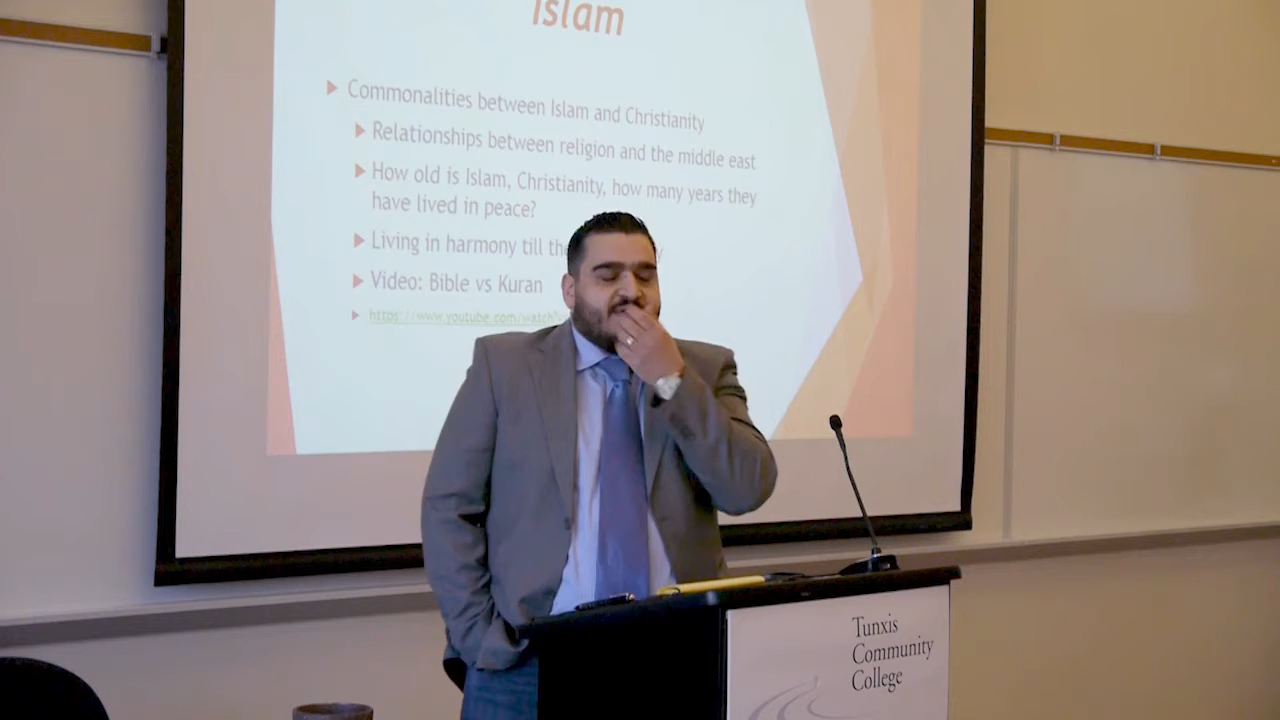 Islam
Commonalities between Islam and Christianity
Relationships between religion and the middle east
How old is Islam, Christianity, how many years they
have lived in peace?
Living in harmony till
Video: Bible vs Kuran
https://www.youtube.com/watch?
Tunxis
Community
College